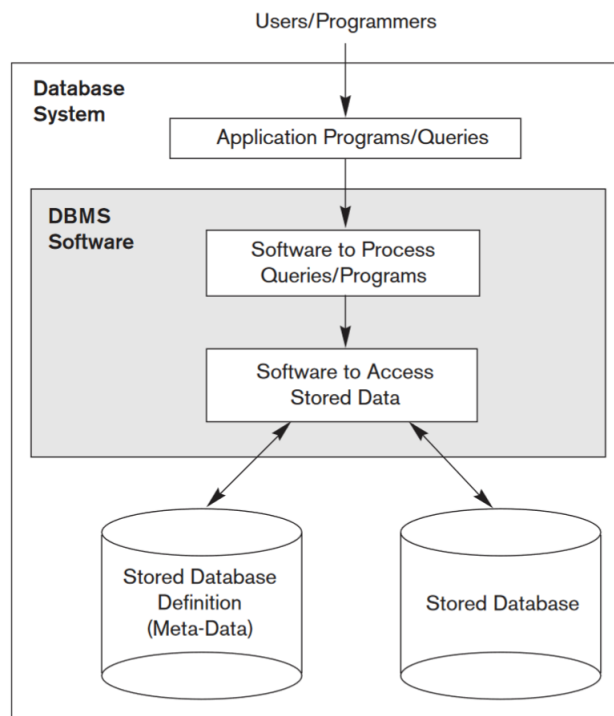 Users/Programmers
Database
System
Application Programs/Queries
DBMS
Software
Software to Process
Queries/Programs
Software to Access
Stored Data
Stored Database
Definition
(Meta-Data)
Stored Database